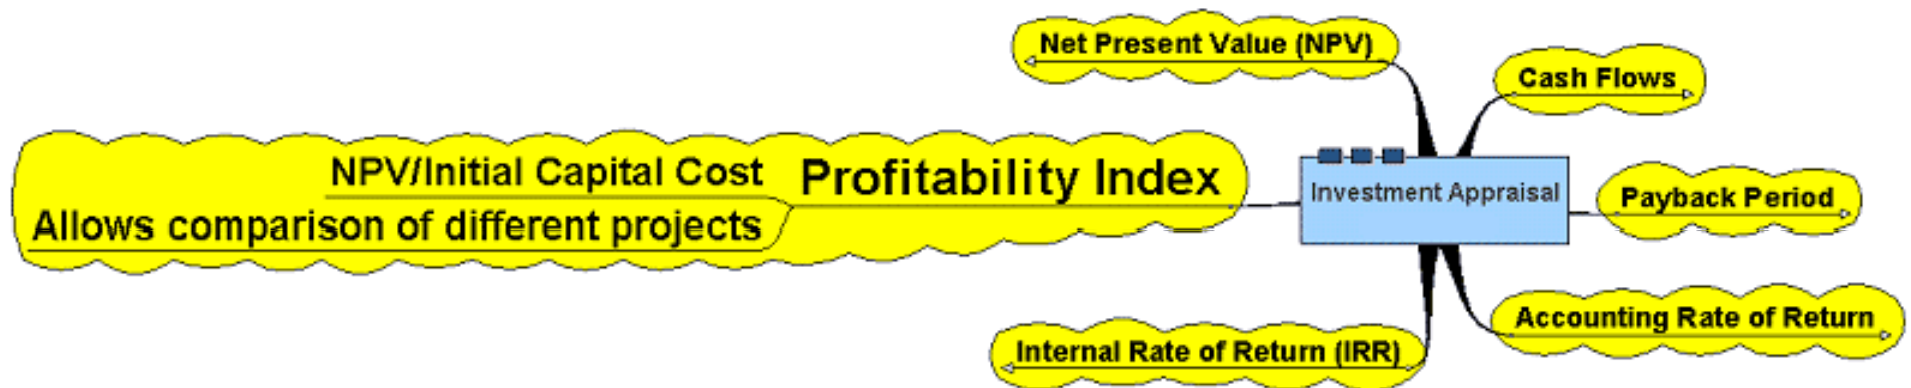 Net Present Value (NPV)
Cash Flows
NPV/Initial Capital Cost
Profitability Index
Allows comparison of different projects
Investment Appraisal
Payback Period
Accounting Rate of Return
Internal Rate of Return (IRR)